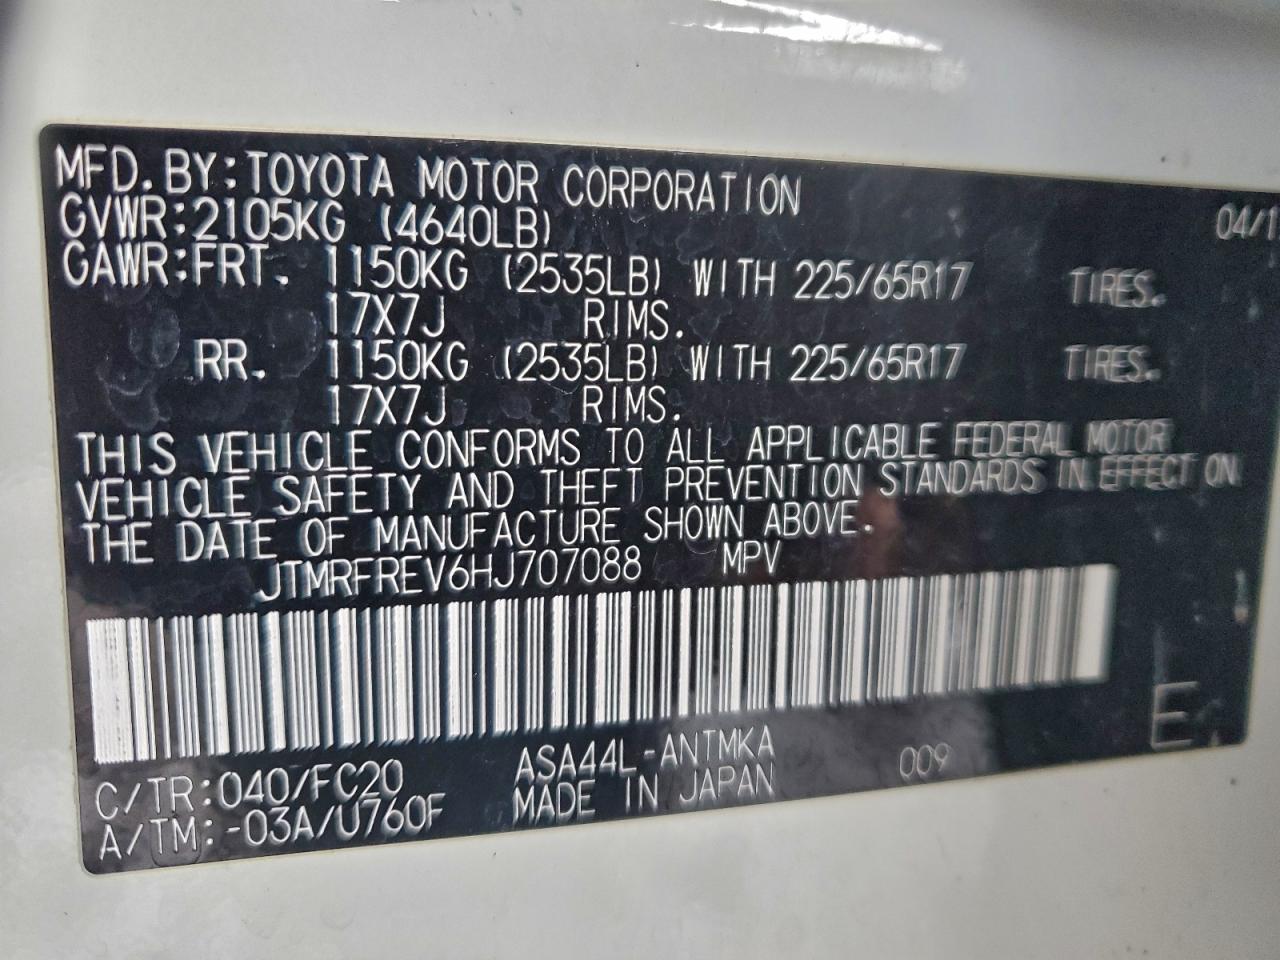 MFD. BY: TOYOTA MOTOR CORPORATION
GVWR: 2105KG (4640LB) 04/1
GAWR: FRT. 1150KG (2535LB) WITH 225/65R17 TIRES.
17X7J RIMS.
RR. 1150KG (2535LB) WITH 225/65R17 TIRES.
17X7J RIMS.
THIS VEHICLE CONFORMS TO ALL APPLICABLE FEDERAL MOTOR
VEHICLE SAFETY AND THEFT PREVENTION STANDARDS IN EFFECT ON
THE DATE OF MANUFACTURE SHOWN ABOVE.
JTMRFREV6HJ707088 MPV
E
C/TR: 040/FC20 ASA44L-ANTMKA 009
A/TM: -03A/U760F MADE IN JAPAN